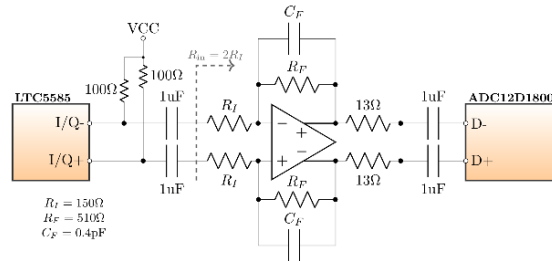 C_F
VCC
R_in = 2R_I
R_F
100Ω
100Ω
LTC5585
1uF
R_I
13Ω
1uF
ADC12D1800
I/Q-
D-
I/Q+
D+
1uF
R_I
R_F
13Ω
1uF
R_I = 150Ω
R_F = 510Ω
C_F = 0.4pF
C_F